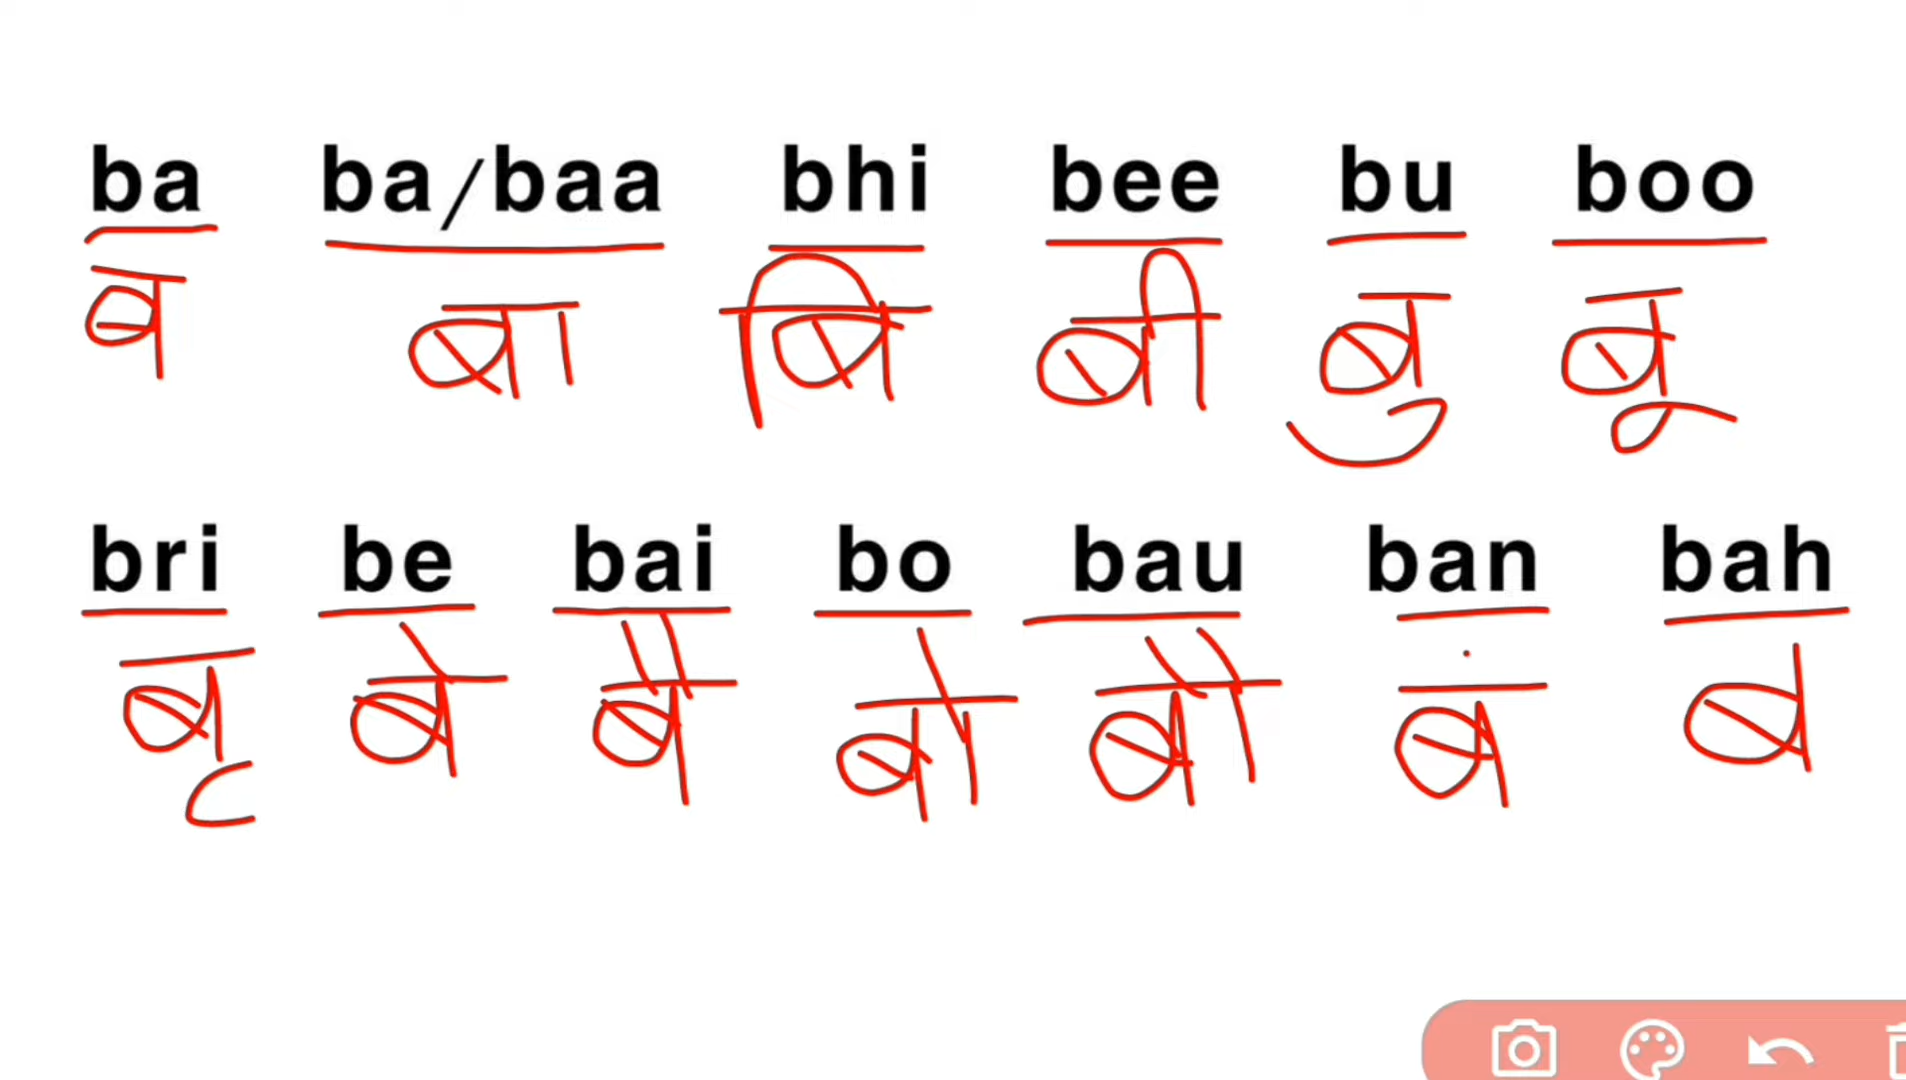 ba ba/baa bhi bee bu boo
ब बा बि बी बु बू
bri be bai bo bau ban bah
बृ बे बै बो बौ बं ब